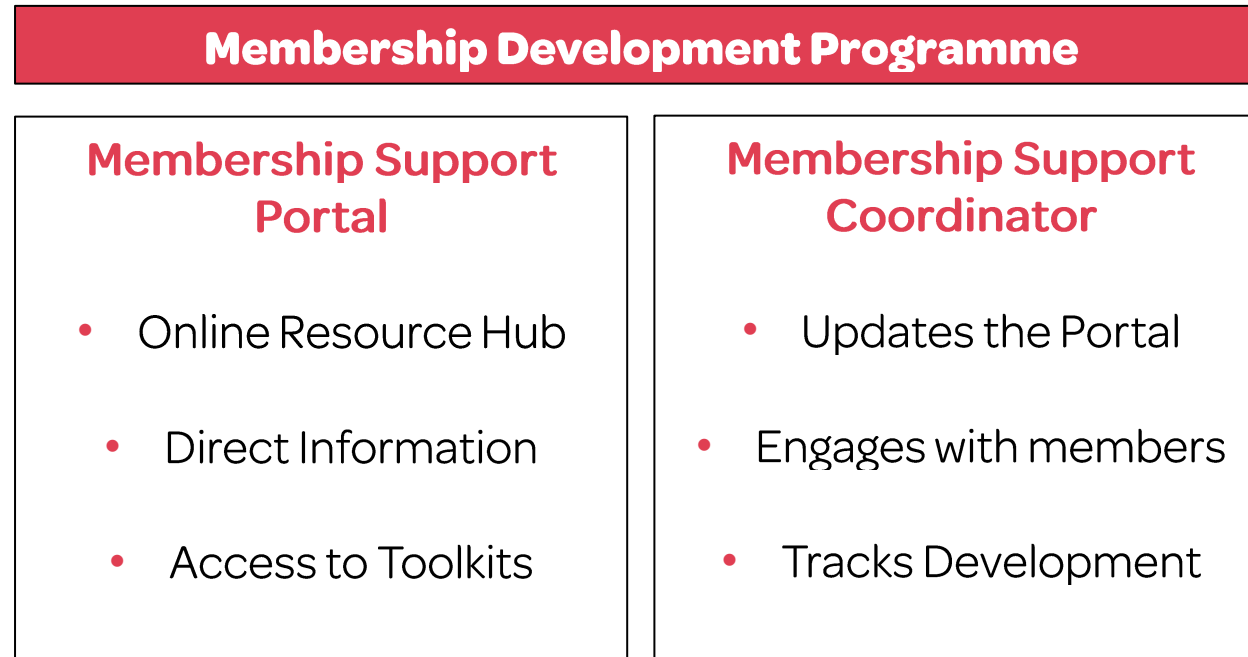 Membership Development Programme
Membership Support
Portal
• Online Resource Hub
• Direct Information
• Access to Toolkits
Membership Support
Coordinator
• Updates the Portal
• Engages with members
• Tracks Development